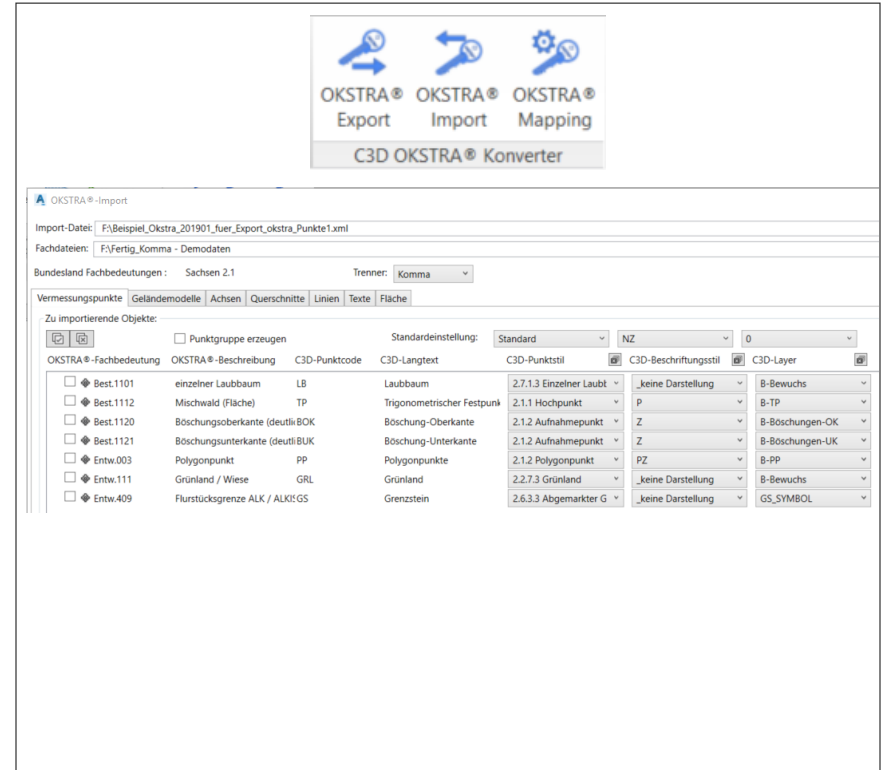 OKSTRA® OKSTRA® OKSTRA®
Export Import Mapping
C3D OKSTRA® Konverter
OKSTRA®-Import
Import-Datei: F:\Beispiel_Okstra_201901_fuer_Export_okstra_Punkte1.xml
Fachdateien: F:\Fertig_Komma - Demodaten
Bundesland Fachbedeutungen : Sachsen 2.1 Trenner: Komma
Vermessungspunkte Geländemodelle Achsen Querschnitte Linien Texte Fläche
Zu importierende Objekte:
Punktgruppe erzeugen Standardeinstellung: Standard NZ 0
OKSTRA®-Fachbedeutung OKSTRA®-Beschreibung C3D-Punktcode C3D-Langtext C3D-Punktstil C3D-Beschriftungsstil C3D-Layer
Best.1101 einzelner Laubbaum LB Laubbaum 2.7.1.3 Einzelner Laubb _keine Darstellung B-Bewuchs
Best.1112 Mischwald (Fläche) TP Trigonometrischer Festpunk 2.1.1 Hochpunkt P B-TP
Best.1120 Böschungsoberkante (deutli BOK Böschung-Oberkante 2.1.2 Aufnahmepunkt Z B-Böschungen-OK
Best.1121 Böschungsunterkante (deutli BUK Böschung-Unterkante 2.1.2 Aufnahmepunkt Z B-Böschungen-UK
Entw.003 Polygonpunkt PP Polygonpunkte 2.1.2 Polygonpunkt PZ B-PP
Entw.111 Grünland / Wiese GRL Grünland 2.2.7.3 Grünland _keine Darstellung B-Bewuchs
Entw.409 Flurstücksgrenze ALK / ALKIS GS Grenzstein 2.6.3.3 Abgemarkter G _keine Darstellung GS_SYMBOL